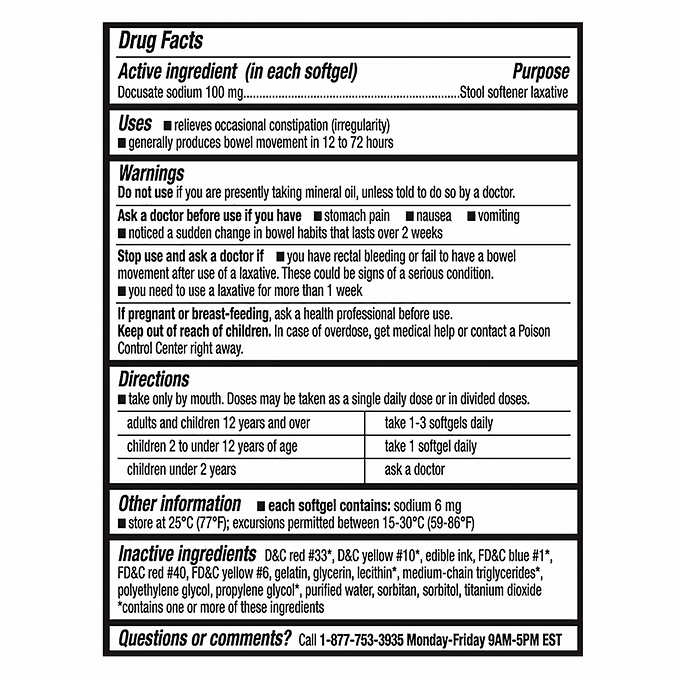 Drug Facts
Active ingredient (in each softgel) Purpose
Docusate sodium 100 mg..........................................................Stool softener laxative
Uses ■ relieves occasional constipation (irregularity)
■ generally produces bowel movement in 12 to 72 hours
Warnings
Do not use if you are presently taking mineral oil, unless told to do so by a doctor.
Ask a doctor before use if you have ■ stomach pain ■ nausea ■ vomiting
■ noticed a sudden change in bowel habits that lasts over 2 weeks
Stop use and ask a doctor if ■ you have rectal bleeding or fail to have a bowel
movement after use of a laxative. These could be signs of a serious condition.
■ you need to use a laxative for more than 1 week
If pregnant or breast-feeding, ask a health professional before use.
Keep out of reach of children. In case of overdose, get medical help or contact a Poison
Control Center right away.
Directions
■ take only by mouth. Doses may be taken as a single daily dose or in divided doses.
adults and children 12 years and over take 1-3 softgels daily
children 2 to under 12 years of age take 1 softgel daily
children under 2 years ask a doctor
Other information ■ each softgel contains: sodium 6 mg
■ store at 25°C (77°F); excursions permitted between 15-30°C (59-86°F)
Inactive ingredients D&C red #33*, D&C yellow #10*, edible ink, FD&C blue #1*,
FD&C red #40, FD&C yellow #6, gelatin, glycerin, lecithin*, medium-chain triglycerides*,
polyethylene glycol, propylene glycol*, purified water, sorbitan, sorbitol, titanium dioxide
*contains one or more of these ingredients
Questions or comments? Call 1-877-753-3935 Monday-Friday 9AM-5PM EST